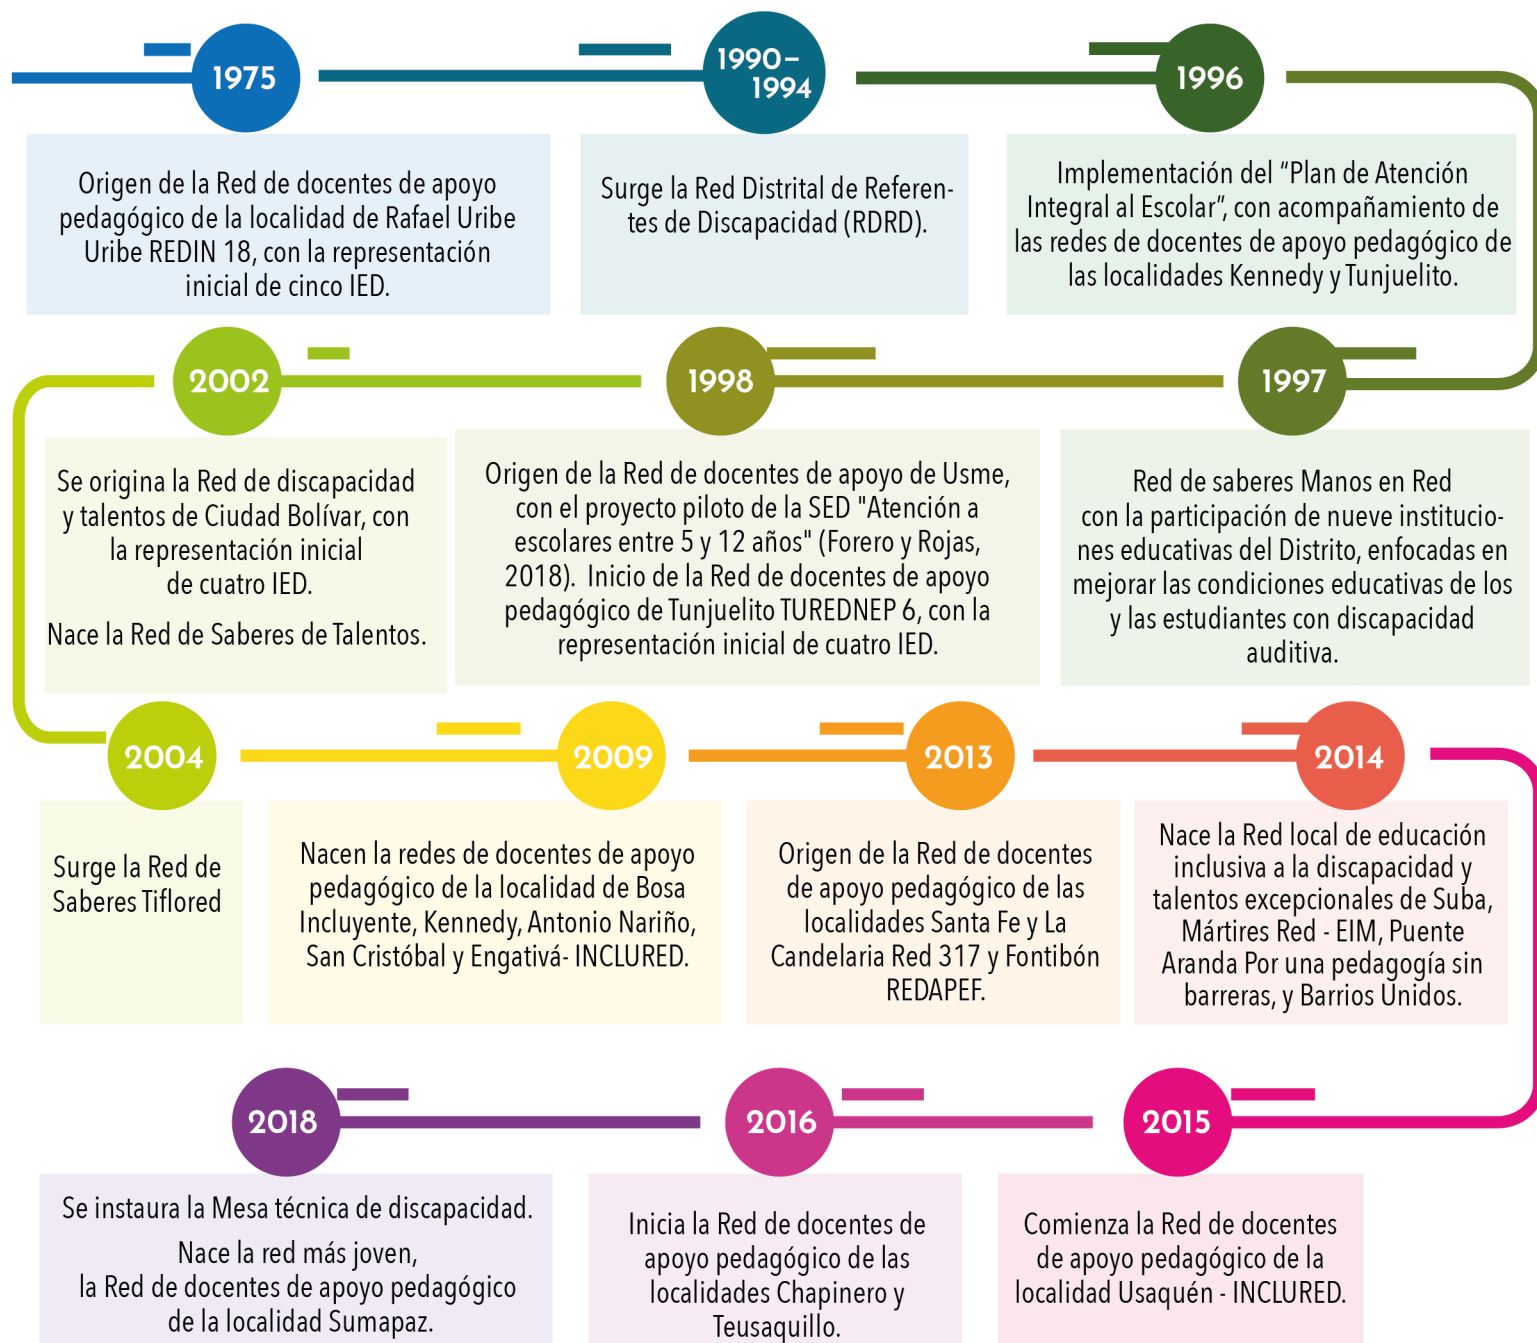 1975
Origen de la Red de docentes de apoyo
pedagógico de la localidad de Rafael Uribe
Uribe REDIN 18, con la representación
inicial de cinco IED.
1990–
1994
Surge la Red Distrital de Referen-
tes de Discapacidad (RDRD).
1996
Implementación del “Plan de Atención
Integral al Escolar”, con acompañamiento de
las redes de docentes de apoyo pedagógico de
las localidades Kennedy y Tunjuelito.
1997
Red de saberes Manos en Red
con la participación de nueve institucio-
nes educativas del Distrito, enfocadas en
mejorar las condiciones educativas de los
y las estudiantes con discapacidad
auditiva.
1998
Origen de la Red de docentes de apoyo de Usme,
con el proyecto piloto de la SED "Atención a
escolares entre 5 y 12 años" (Forero y Rojas,
2018). Inicio de la Red de docentes de apoyo
pedagógico de Tunjuelito TUREDNEP 6, con la
representación inicial de cuatro IED.
2002
Se origina la Red de discapacidad
y talentos de Ciudad Bolívar, con
la representación inicial
de cuatro IED.
Nace la Red de Saberes de Talentos.
2004
Surge la Red de
Saberes Tiflored
2009
Nacen la redes de docentes de apoyo
pedagógico de la localidad de Bosa
Incluyente, Kennedy, Antonio Nariño,
San Cristóbal y Engativá- INCLURED.
2013
Origen de la Red de docentes
de apoyo pedagógico de las
localidades Santa Fe y La
Candelaria Red 317 y Fontibón
REDAPEF.
2014
Nace la Red local de educación
inclusiva a la discapacidad y
talentos excepcionales de Suba,
Mártires Red - EIM, Puente
Aranda Por una pedagogía sin
barreras, y Barrios Unidos.
2015
Comienza la Red de docentes
de apoyo pedagógico de la
localidad Usaquén - INCLURED.
2016
Inicia la Red de docentes de
apoyo pedagógico de las
localidades Chapinero y
Teusaquillo.
2018
Se instaura la Mesa técnica de discapacidad.
Nace la red más joven,
la Red de docentes de apoyo pedagógico
de la localidad Sumapaz.